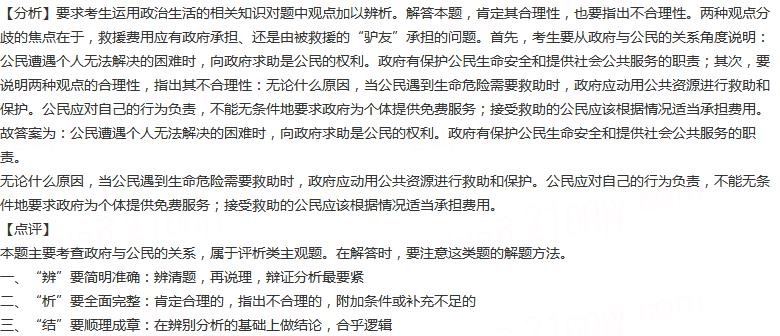 【分析】要求考生运用政治生活的相关知识对题中观点加以辨析。解答本题，肯定其合理性，也要指出不合理性。两种观点分
歧的焦点在于，救援费用应有政府承担、还是由被救援的“驴友”承担的问题。首先，考生要从政府与公民的关系角度说明：
公民遭遇个人无法解决的困难时，向政府求助是公民的权利。政府有保护公民生命安全和提供社会公共服务的职责；其次，要
说明两种观点的合理性，指出其不合理性：无论什么原因，当公民遇到生命危险需要救助时，政府应动用公共资源进行救助和
保护。公民应对自己的行为负责，不能无条件地要求政府为个体提供免费服务；接受救助的公民应该根据情况适当承担费用。
故答案为：公民遭遇个人无法解决的困难时，向政府求助是公民的权利。政府有保护公民生命安全和提供社会公共服务的职
责。
无论什么原因，当公民遇到生命危险需要救助时，政府应动用公共资源进行救助和保护。公民应对自己的行为负责，不能无条
件地要求政府为个体提供免费服务；接受救助的公民应该根据情况适当承担费用。
【点评】
本题主要考查政府与公民的关系，属于评析类主观题。在解答时，要注意这类题的解题方法。
一、“辨”要简明准确：辨清题，再说理，辩证分析最要紧
二、“析”要全面完整：肯定合理的，指出不合理的，附加条件或补充不足的
三、“结”要顺理成章：在辨别分析的基础上做结论，合乎逻辑